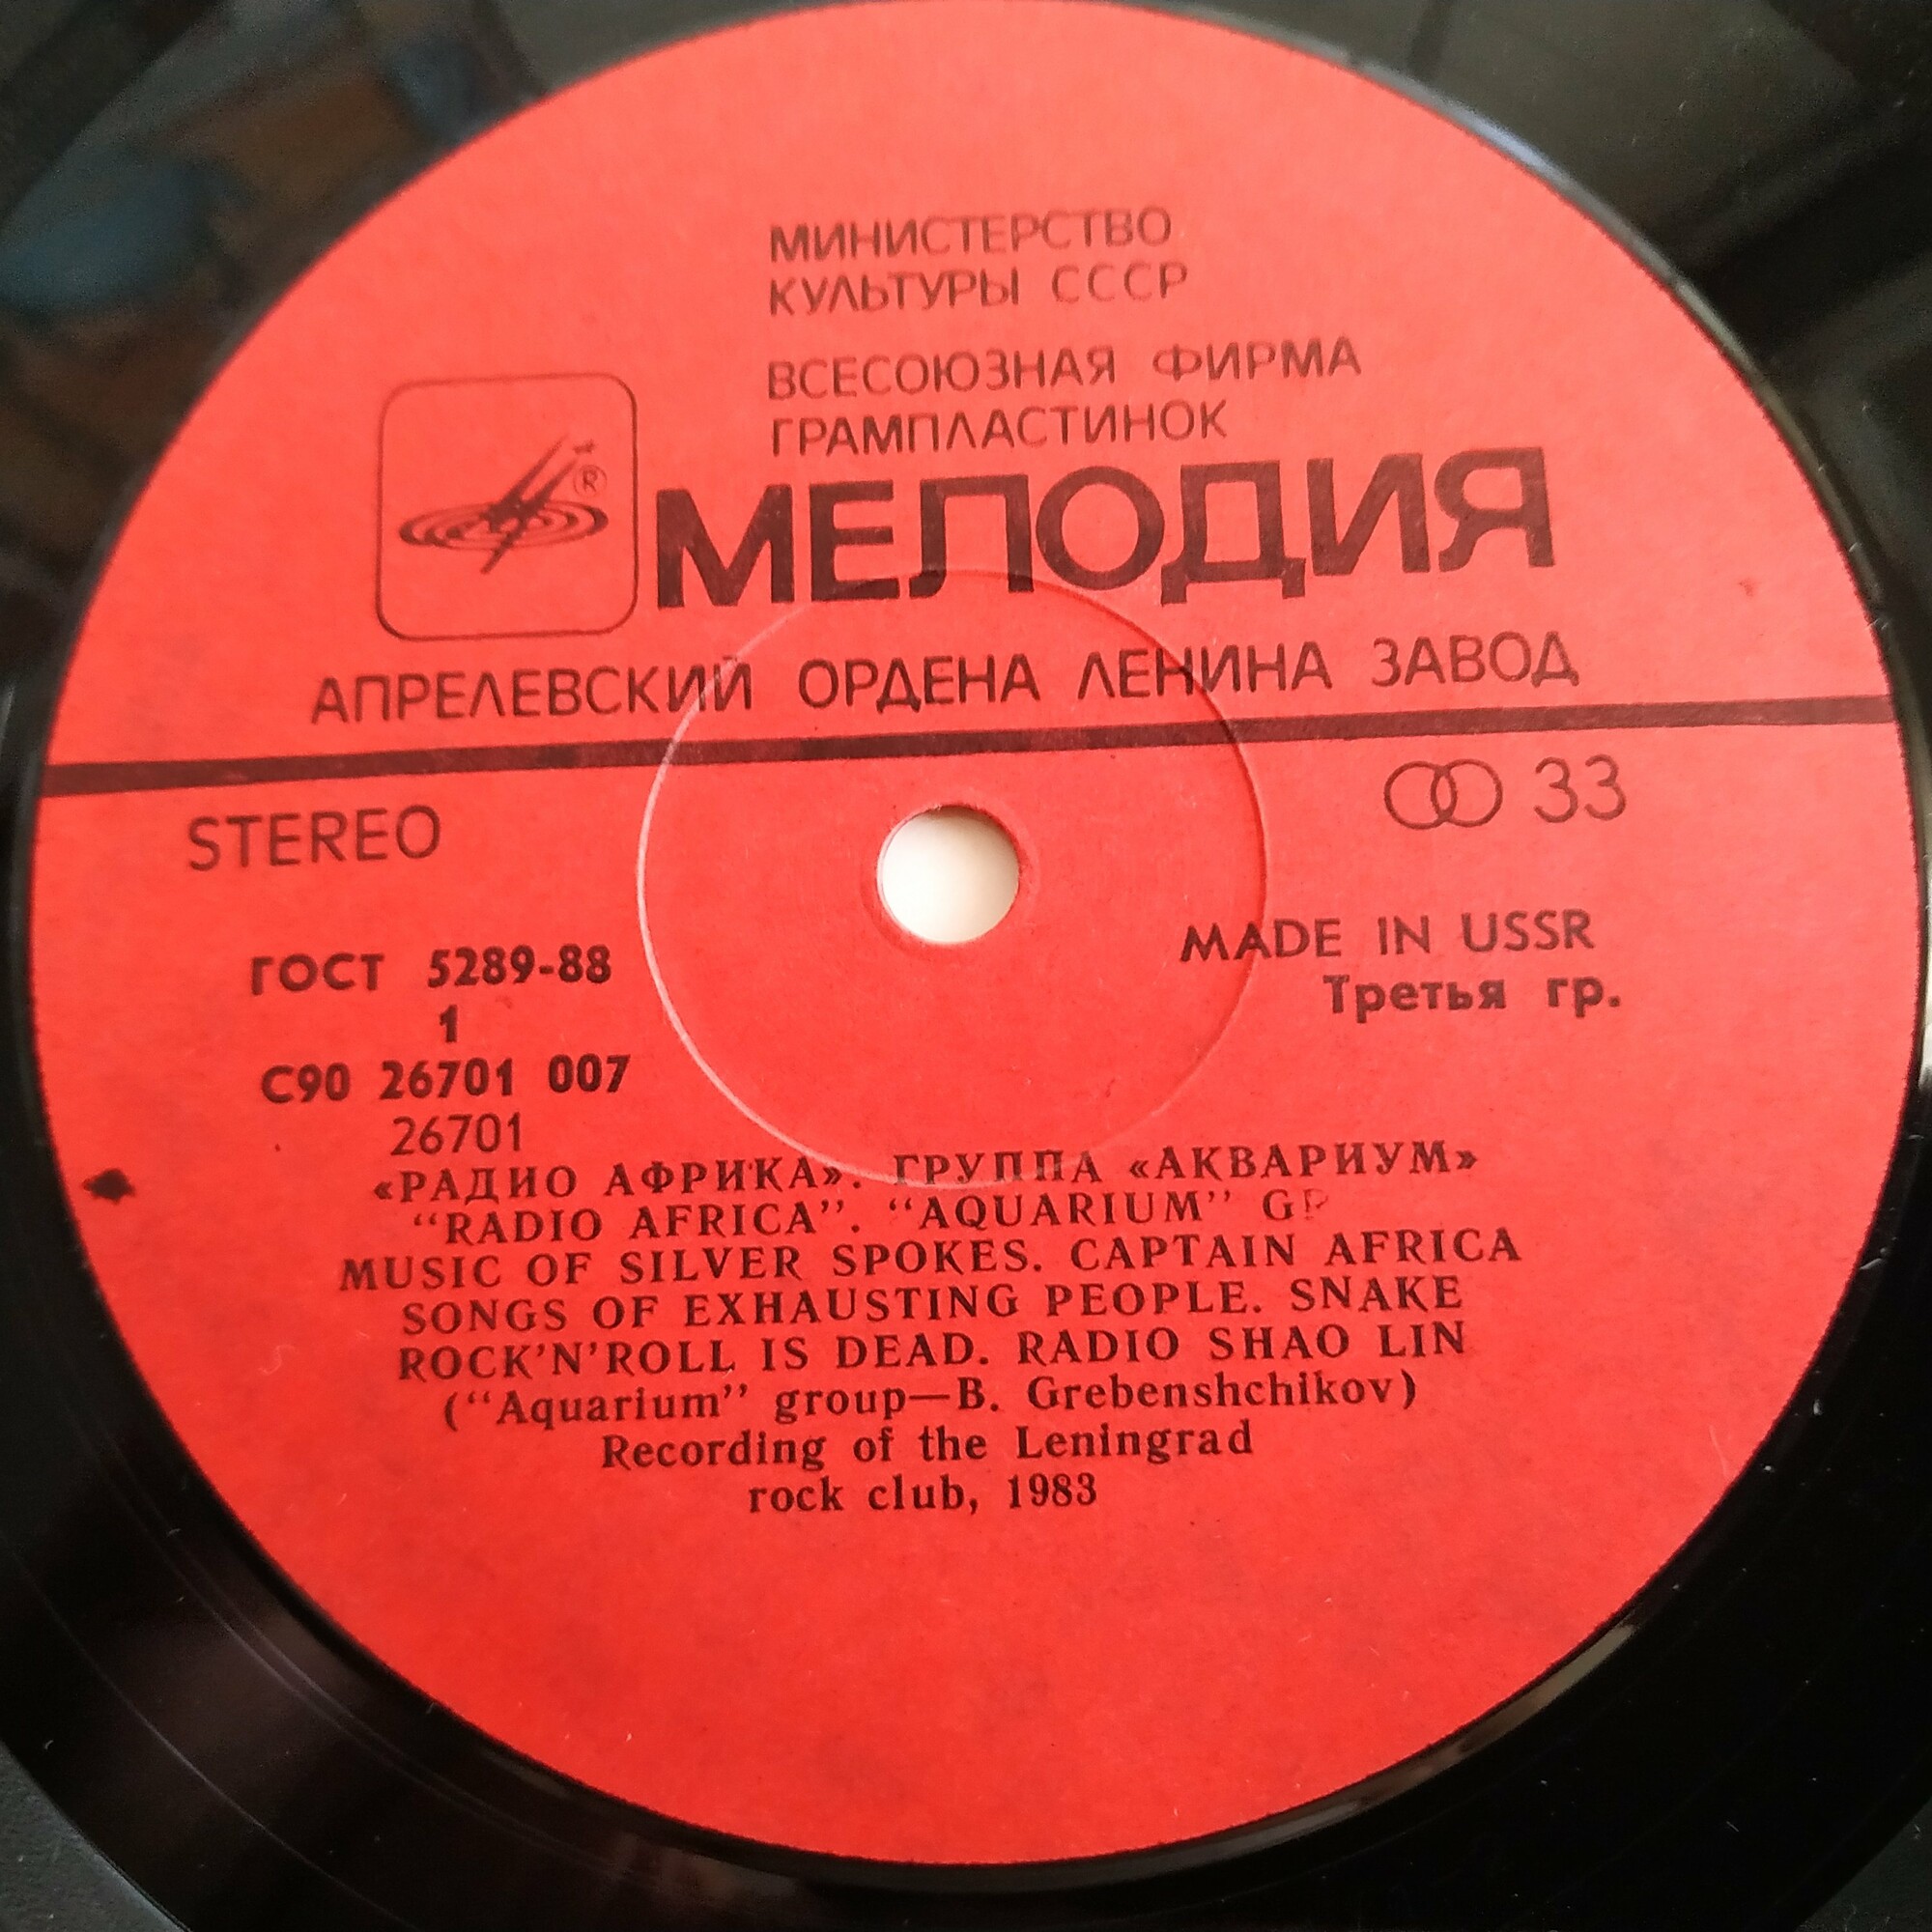 МИНИСТЕРСТВО
КУЛЬТУРЫ СССР
ВСЕСОЮЗНАЯ ФИРМА
ГРАМПЛАСТИНОК
®
МЕЛОДИЯ
АПРЕЛЕВСКИЙ ОРДЕНА ЛЕНИНА ЗАВОД
STEREO
33
ГОСТ 5289-88
MADE IN USSR
1
Третья гр.
С90 26701 007
26701
«РАДИО АФРИКА». ГРУППА «АКВАРИУМ»
“RADIO AFRICA”. “AQUARIUM”
MUSIC OF SILVER SPOKES. CAPTAIN AFRICA
SONGS OF EXHAUSTING PEOPLE. SNAKE
ROCK’N’ROLL IS DEAD. RADIO SHAO LIN
(“Aquarium” group—B. Grebenshchikov)
Recording of the Leningrad
rock club, 1983